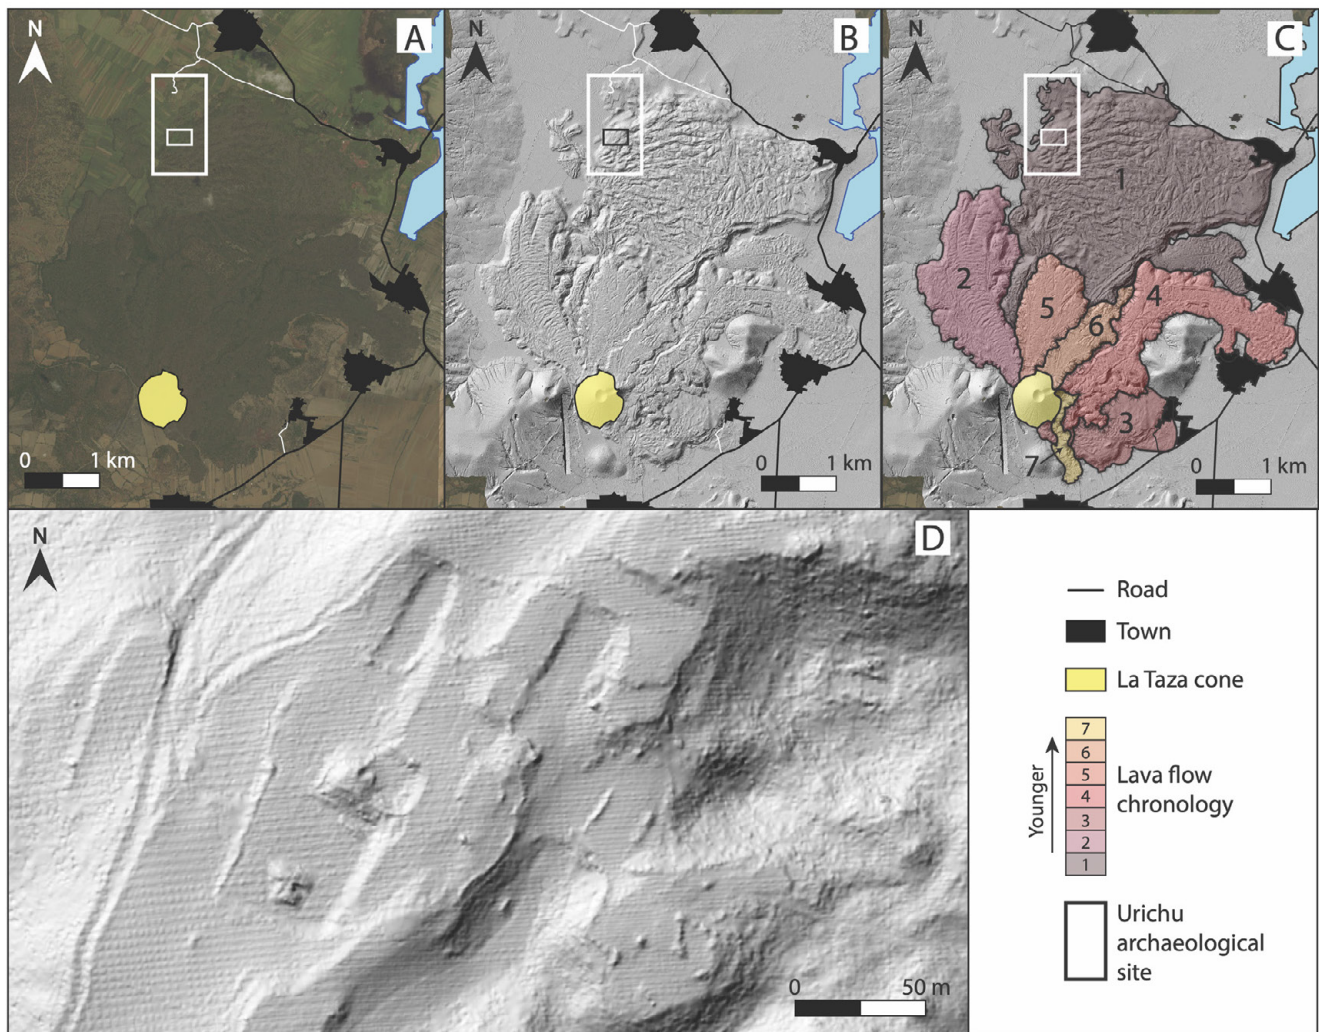 N
A
0 1 km
N
B
0 1 km
N
C
1
2
5
6
4
3
7
0 1 km
N
D
0 50 m
Road
Town
La Taza cone
Younger
7
6
5
4
3
2
1
Lava flow
chronology
Urichu
archaeological
site